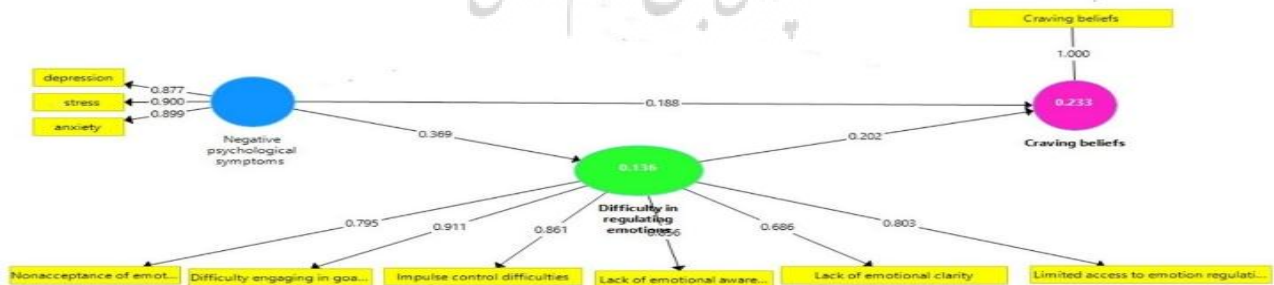 Craving beliefs
1.000
depression
stress
anxiety
0.877
0.900
0.899
Negative
psychological
symptoms
0.188
0.369
0.202
0.233
Craving beliefs
0.136
Difficulty in
regulating
emotions
0.795
0.911
0.861
0.686
0.803
Nonacceptance of emot...
Difficulty engaging in goa...
Impulse control difficulties
Lack of emotional aware...
Lack of emotional clarity
Limited access to emotion regulati...